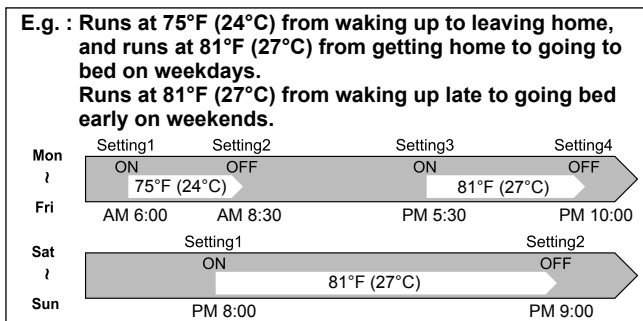 E.g. : Runs at 75°F (24°C) from waking up to leaving home,
and runs at 81°F (27°C) from getting home to going to
bed on weekdays.
Runs at 81°F (27°C) from waking up late to going bed
early on weekends.
Setting1 Setting2 Setting3 Setting4
Mon
ON OFF ON OFF
~
75°F (24°C) 81°F (27°C)
Fri
AM 6:00 AM 8:30 PM 5:30 PM 10:00
Setting1 Setting2
Sat
ON OFF
~
81°F (27°C)
Sun
PM 8:00 PM 9:00